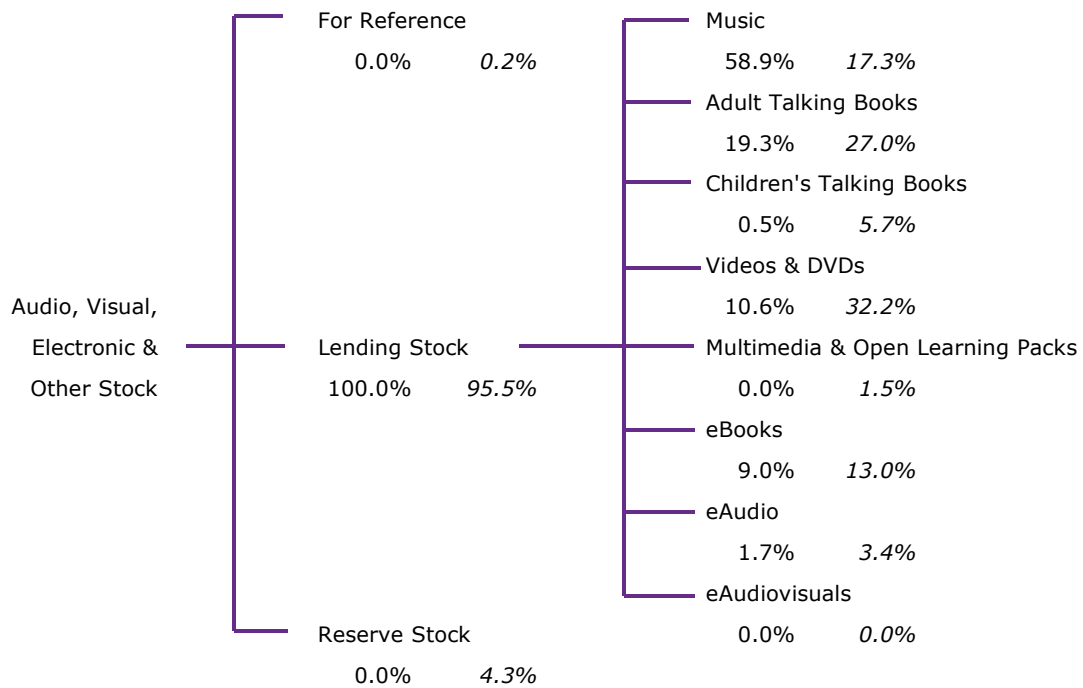 Audio, Visual,
Electronic &
Other Stock
For Reference
0.0% 0.2%
Lending Stock
100.0% 95.5%
Reserve Stock
0.0% 4.3%
Music
58.9% 17.3%
Adult Talking Books
19.3% 27.0%
Children's Talking Books
0.5% 5.7%
Videos & DVDs
10.6% 32.2%
Multimedia & Open Learning Packs
0.0% 1.5%
eBooks
9.0% 13.0%
eAudio
1.7% 3.4%
eAudiovisuals
0.0% 0.0%